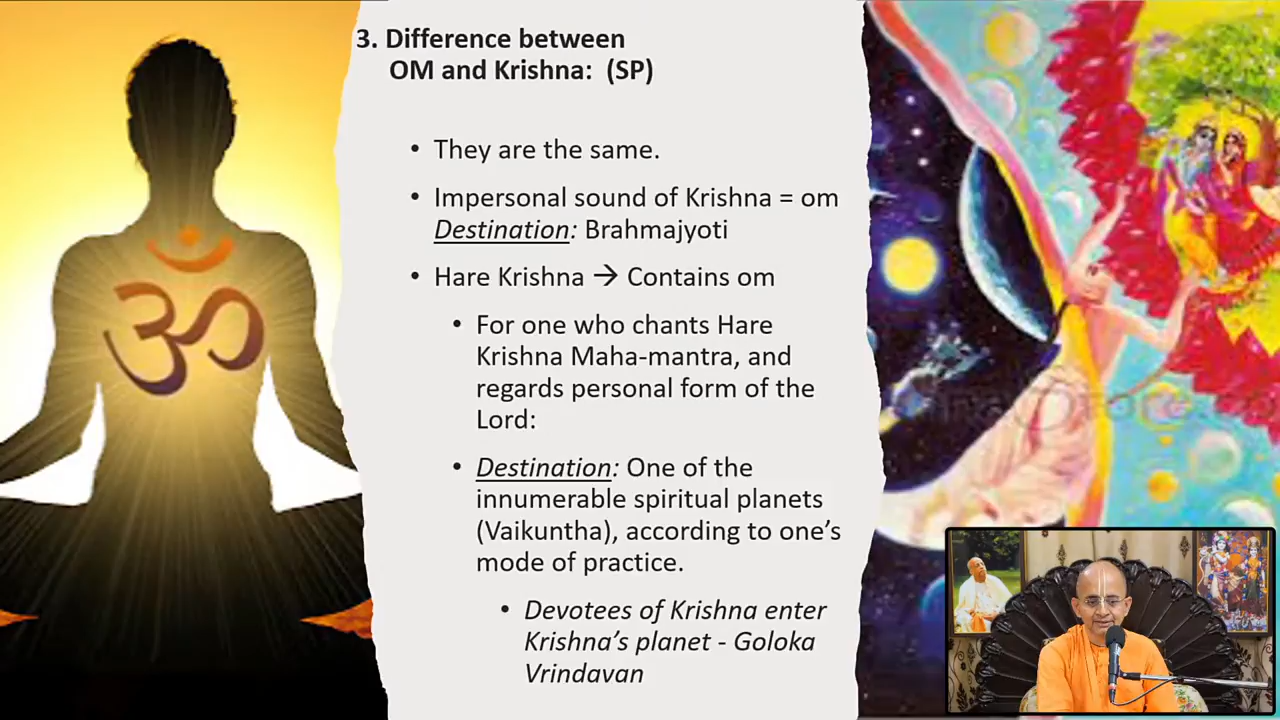 3. Difference between
OM and Krishna: (SP)
• They are the same.
• Impersonal sound of Krishna = om
Destination: Brahmajyoti
• Hare Krishna → Contains om
• For one who chants Hare
Krishna Maha-mantra, and
regards personal form of the
Lord:
• Destination: One of the
innumerable spiritual planets
(Vaikuntha), according to one’s
mode of practice.
• Devotees of Krishna enter
Krishna’s planet - Goloka
Vrindavan
ॐ